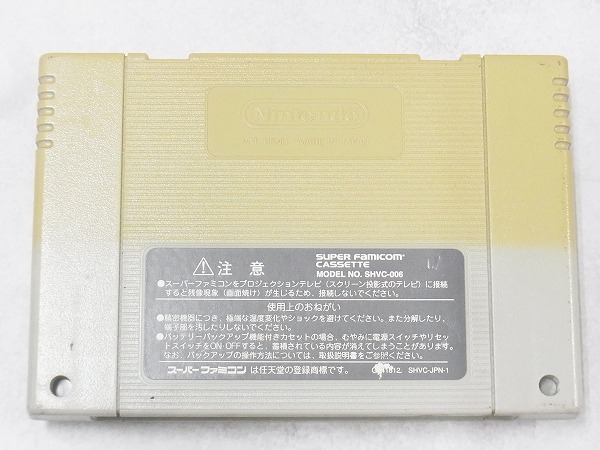 Nintendo
⚠注意
SUPER FAMICOM
CASSETTE
MODEL NO. SHVC-006
●スーパーファミコンをプロジェクションテレビ(スクリーン投影式のテレビ)に接続
すると残像現象(画面焼け)が生じるため、接続しないでください。
使用上のおねがい
●精密機器につき、極端な温度変化やショックを避けてください。また分解したり、
端子部を汚したりしないでください。
●バッテリーバックアップ機能付きカセットの場合、むやみに電源スイッチやリセッ
トスイッチをON OFFすると、蓄積されている内容が消えてしまうことがあります。
なお、バックアップの操作方法については、取扱説明書をご参照ください。
スーパーファミコンは任天堂の登録商標です。
SHVC-JPN-1